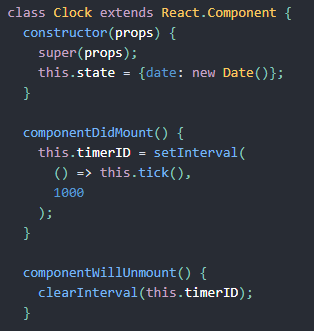 class Clock extends React.Component {
  constructor(props) {
    super(props);
    this.state = {date: new Date()};
  }

  componentDidMount() {
    this.timerID = setInterval(
      () => this.tick(),
      1000
    );
  }

  componentWillUnmount() {
    clearInterval(this.timerID);
  }